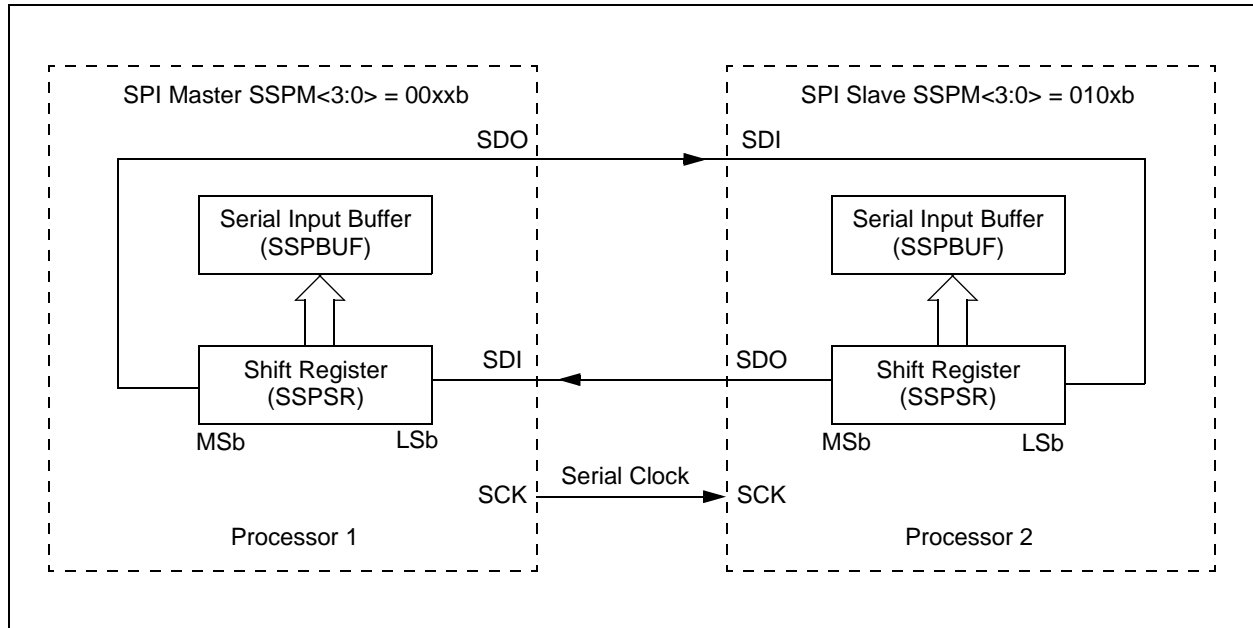 SPI Master SSPM<3:0> = 00xxb
SDO
Serial Input Buffer
(SSPBUF)
SDI
Shift Register
(SSPSR)
MSb
LSb
Serial Clock
SCK
Processor 1
SPI Slave SSPM<3:0> = 010xb
SDI
Serial Input Buffer
(SSPBUF)
SDO
Shift Register
(SSPSR)
MSb
LSb
SCK
Processor 2